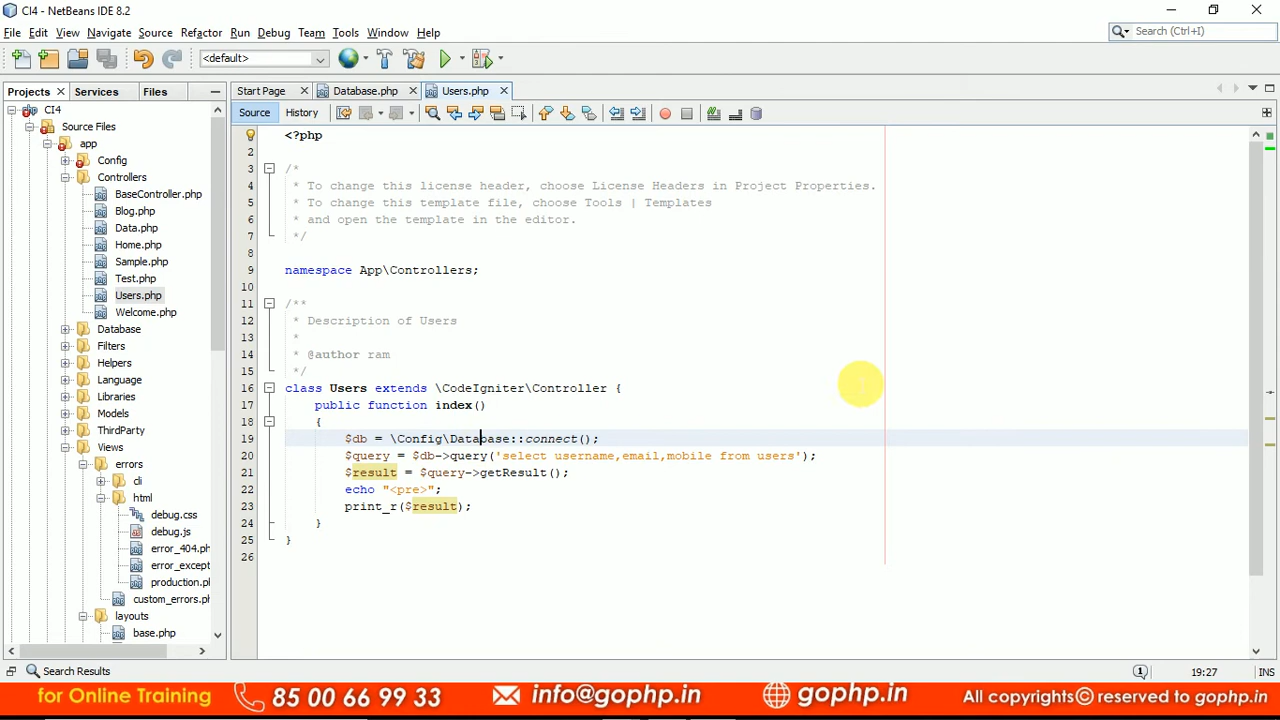 CI4 - NetBeans IDE 8.2
File Edit View Navigate Source Refactor Run Debug Team Tools Window Help
Search (Ctrl+I)
<default>
Projects Services Files
Start Page Database.php Users.php
Source History
CI4
Source Files
app
Config
Controllers
BaseController.php
Blog.php
Data.php
Home.php
Sample.php
Test.php
Users.php
Welcome.php
Database
Filters
Helpers
Language
Libraries
Models
ThirdParty
Views
errors
cli
html
debug.css
debug.js
error_404.ph
error_except
production.pl
custom_errors.ph
layouts
base.php
<?php
2
3 /*
4 * To change this license header, choose License Headers in Project Properties.
5 * To change this template file, choose Tools | Templates
6 * and open the template in the editor.
7 */
8
9 namespace App\Controllers;
10
11 /**
12 * Description of Users
13 *
14 * @author ram
15 */
16 class Users extends \CodeIgniter\Controller {
17 public function index()
18 {
19 $db = \Config\Database::connect();
20 $query = $db->query('select username,email,mobile from users');
21 $result = $query->getResult();
22 echo "<pre>";
23 print_r($result);
24 }
25 }
26
Search Results
1
19:27 INS
for Online Training 85 00 66 99 33 info@gophp.in gophp.in All copyrights© reserved to gophp.in